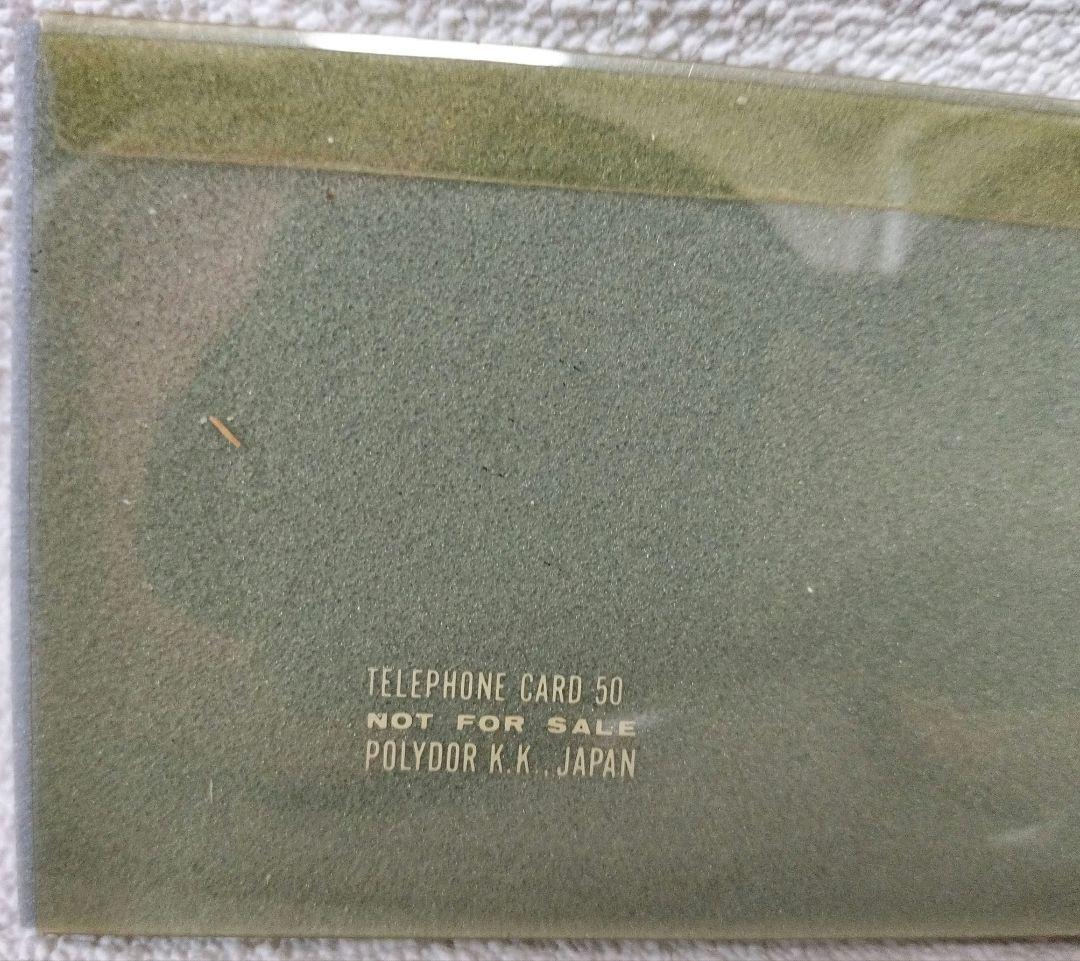 TELEPHONE CARD 50
NOT FOR SALE
POLYDOR K.K., JAPAN